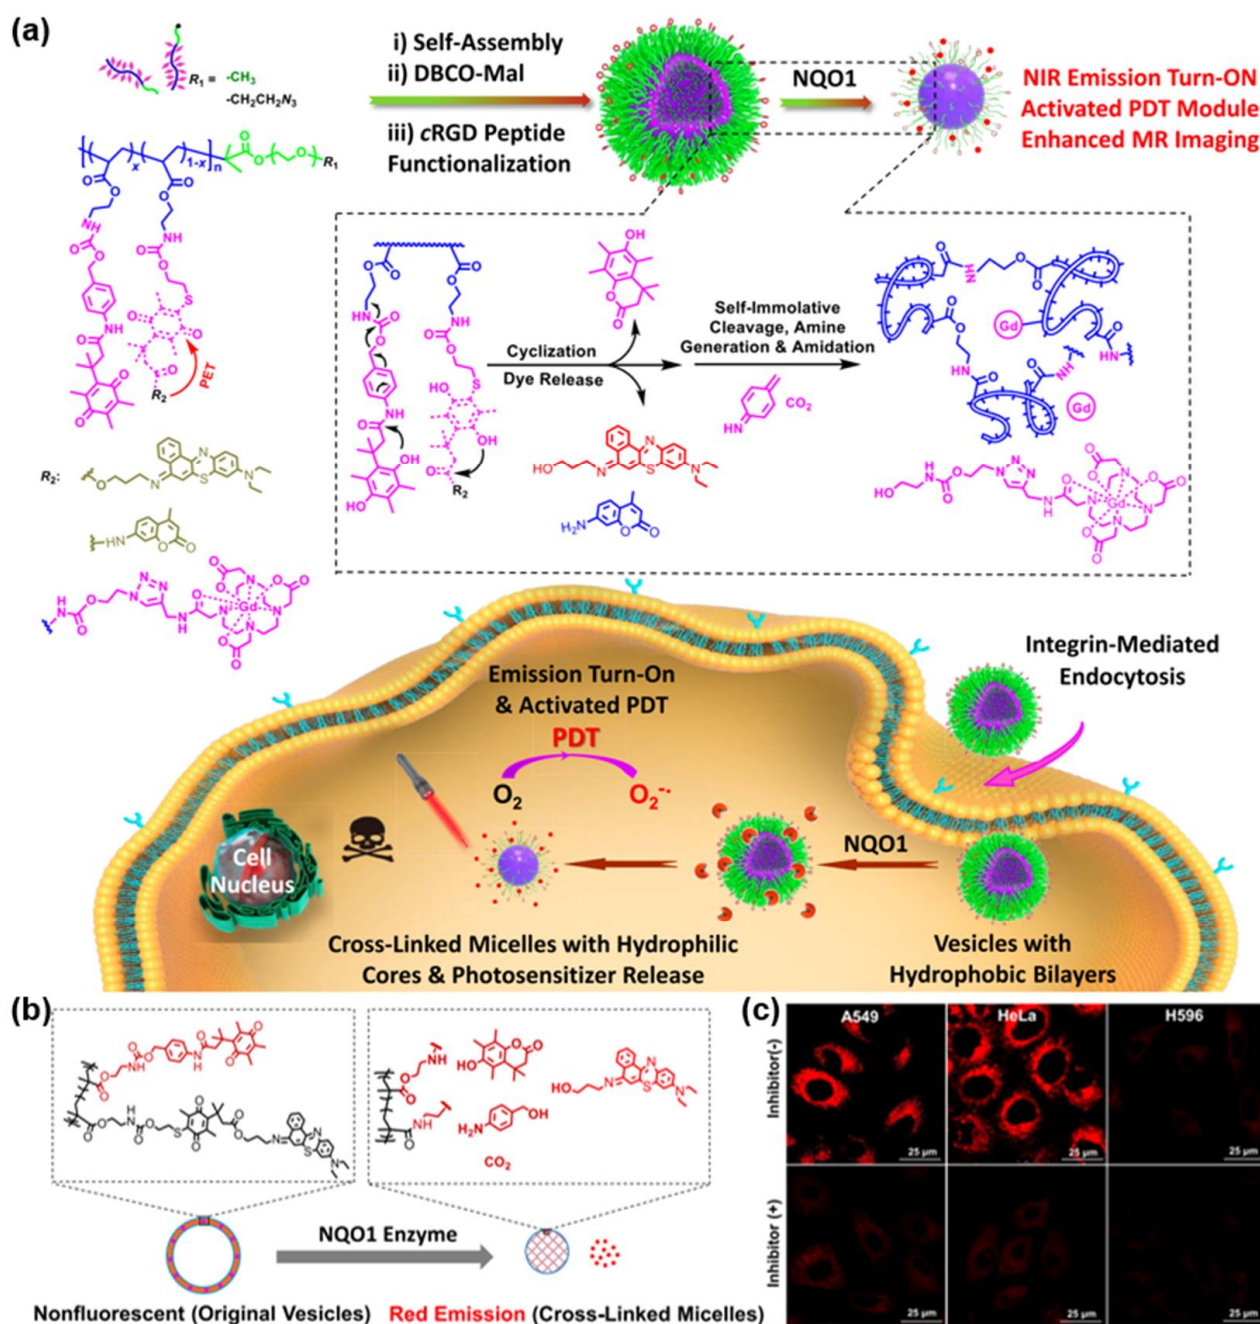 (a)
R1 = -CH3
-CH2CH2N3
i) Self-Assembly
ii) DBCO-Mal
iii) cRGD Peptide
Functionalization
NQO1
NIR Emission Turn-ON
Activated PDT Module
Enhanced MR Imaging
PET
R2
R2:
Cyclization
Dye Release
Self-Immolative
Cleavage, Amine
Generation & Amidation
CO2
Gd
Gd
Gd
Gd
Integrin-Mediated
Endocytosis
Emission Turn-On
& Activated PDT
PDT
O2
O2-·
NQO1
Cell
Nucleus
Cross-Linked Micelles with Hydrophilic
Cores & Photosensitizer Release
Vesicles with
Hydrophobic Bilayers
(b)
CO2
NQO1 Enzyme
Nonfluorescent (Original Vesicles)
Red Emission (Cross-Linked Micelles)
(c)
A549
HeLa
H596
Inhibitor(-)
25 µm
25 µm
25 µm
Inhibitor (+)
25 µm
25 µm
25 µm